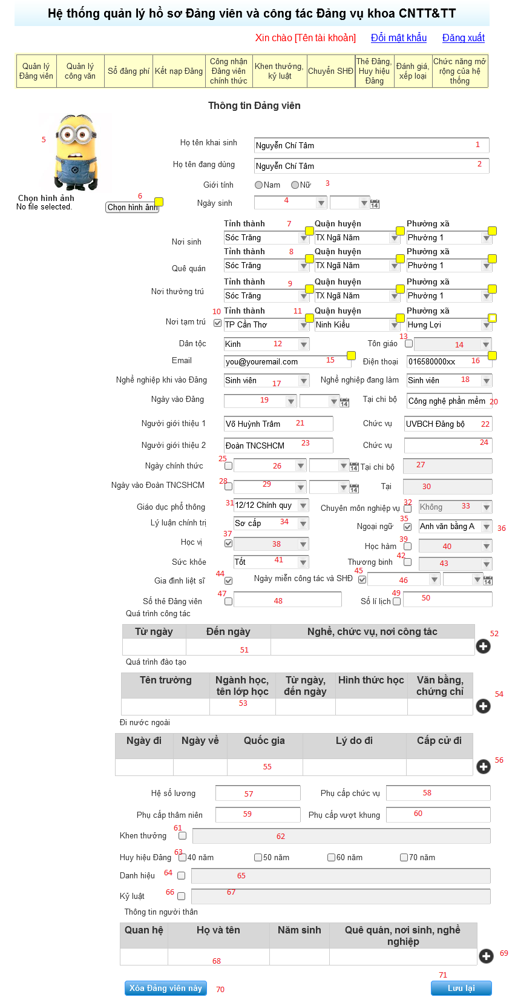 Hệ thống quản lý hồ sơ Đảng viên và công tác Đảng vụ khoa CNTT&TT
Xin chào [Tên tài khoản] Đổi mật khẩu Đăng xuất
Quản lý Đảng viên
Quản lý công văn
Sổ đảng phí
Kết nạp Đảng
Công nhận Đảng viên chính thức
Khen thưởng, kỷ luật
Chuyển SHĐ
Thẻ Đảng, Huy hiệu Đảng
Đánh giá, xếp loại
Chức năng mở rộng của hệ thống
Thông tin Đảng viên
5
Họ tên khai sinh Nguyễn Chí Tâm 1
Họ tên đang dùng Nguyễn Chí Tâm 2
Giới tính Nam Nữ 3
Chọn hình ảnh 6
No file selected. Chọn hình ảnh
Ngày sinh 4 14
Tỉnh thành 7 Quận huyện Phường xã
Nơi sinh Sóc Trăng TX Ngã Năm Phường 1
Tỉnh thành 8 Quận huyện Phường xã
Quê quán Sóc Trăng TX Ngã Năm Phường 1
Tỉnh thành 9 Quận huyện Phường xã
Nơi thường trú Sóc Trăng TX Ngã Năm Phường 1
10 Tỉnh thành 11 Quận huyện Phường xã
Nơi tạm trú TP Cần Thơ Ninh Kiều Hưng Lợi
Dân tộc Kinh 12 Tôn giáo 13 14
Email you@youremail.com 15 Điện thoại 016580000xx 16
Nghề nghiệp khi vào Đảng Sinh viên 17 Nghề nghiệp đang làm Sinh viên 18
Ngày vào Đảng 19 14 Tại chi bộ Công nghệ phần mềm 20
Người giới thiệu 1 Võ Huỳnh Trâm 21 Chức vụ UVBCH Đảng bộ 22
Người giới thiệu 2 Đoàn TNCSHCM 23 Chức vụ 24
Ngày chính thức 25 26 14 Tại chi bộ 27
Ngày vào Đoàn TNCSHCM 28 29 14 Tại 30
Giáo dục phổ thông 31 12/12 Chính quy Chuyên môn nghiệp vụ 32 Không 33
Lý luận chính trị Sơ cấp 34 Ngoại ngữ 35 Anh văn bằng A 36
Học vị 37 38 Học hàm 39 40
Sức khỏe Tốt 41 Thương binh 42 43
Gia đình liệt sĩ 44 Ngày miễn công tác và SHĐ 45 46 14
Số thẻ Đảng viên 47 48 Số lí lịch 49 50
Quá trình công tác
Từ ngày Đến ngày Nghề, chức vụ, nơi công tác 52
51
Quá trình đào tạo
Tên trường
Ngành học, tên lớp học
Từ ngày, đến ngày
Hình thức học
Văn bằng, chứng chỉ
54
53
Đi nước ngoài
Ngày đi Ngày về Quốc gia Lý do đi Cấp cử đi
55 56
Hệ số lương 57 Phụ cấp chức vụ 58
Phụ cấp thâm niên 59 Phụ cấp vượt khung 60
Khen thưởng 61 62
Huy hiệu Đảng 63 40 năm 50 năm 60 năm 70 năm
Danh hiệu 64 65
Kỷ luật 66 67
Thông tin người thân
Quan hệ Họ và tên Năm sinh Quê quán, nơi sinh, nghề
nghiệp
68 69
Xóa Đảng viên này 70 71 Lưu lại